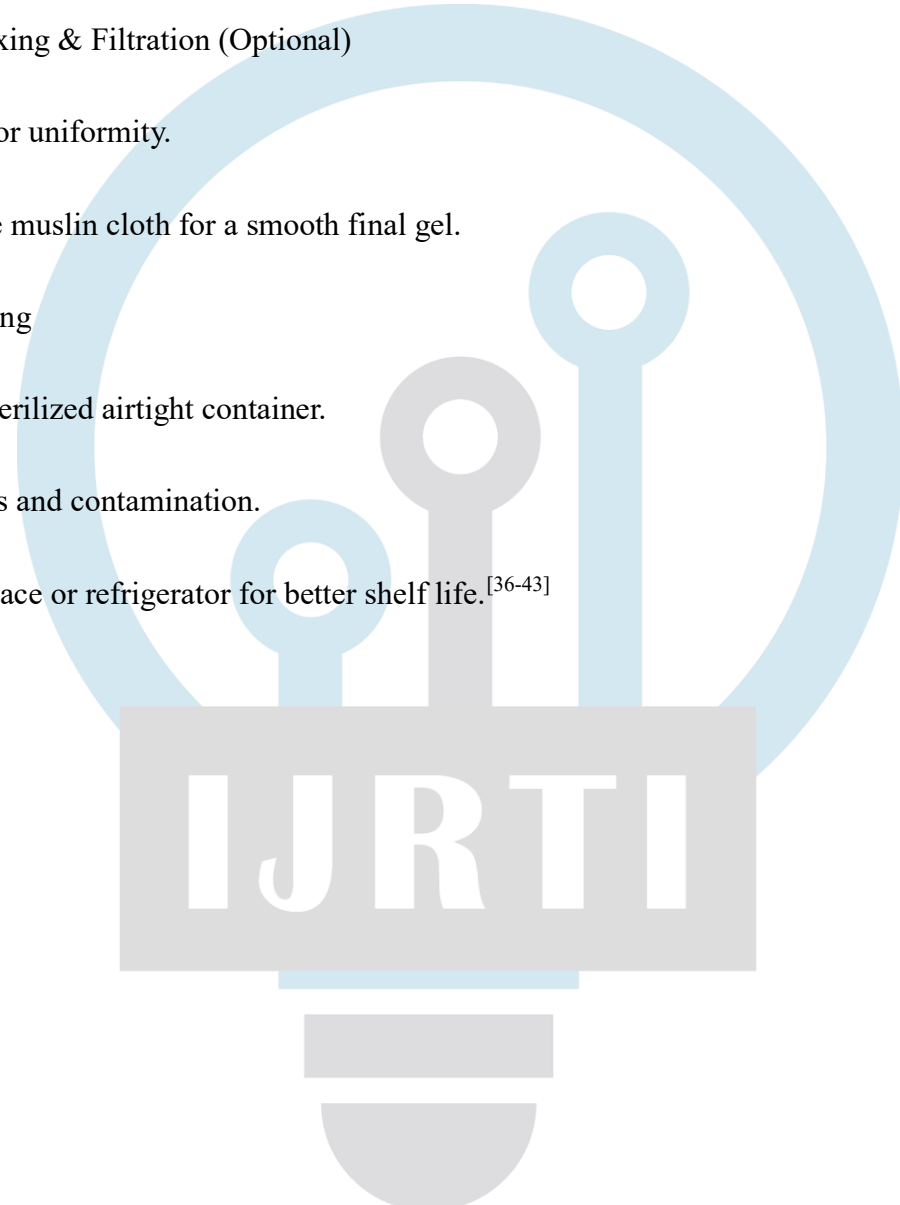 xing & Filtration (Optional)
or uniformity.
e muslin cloth for a smooth final gel.
ng
erilized airtight container.
s and contamination.
ace or refrigerator for better shelf life.[36-43]
IJRTI